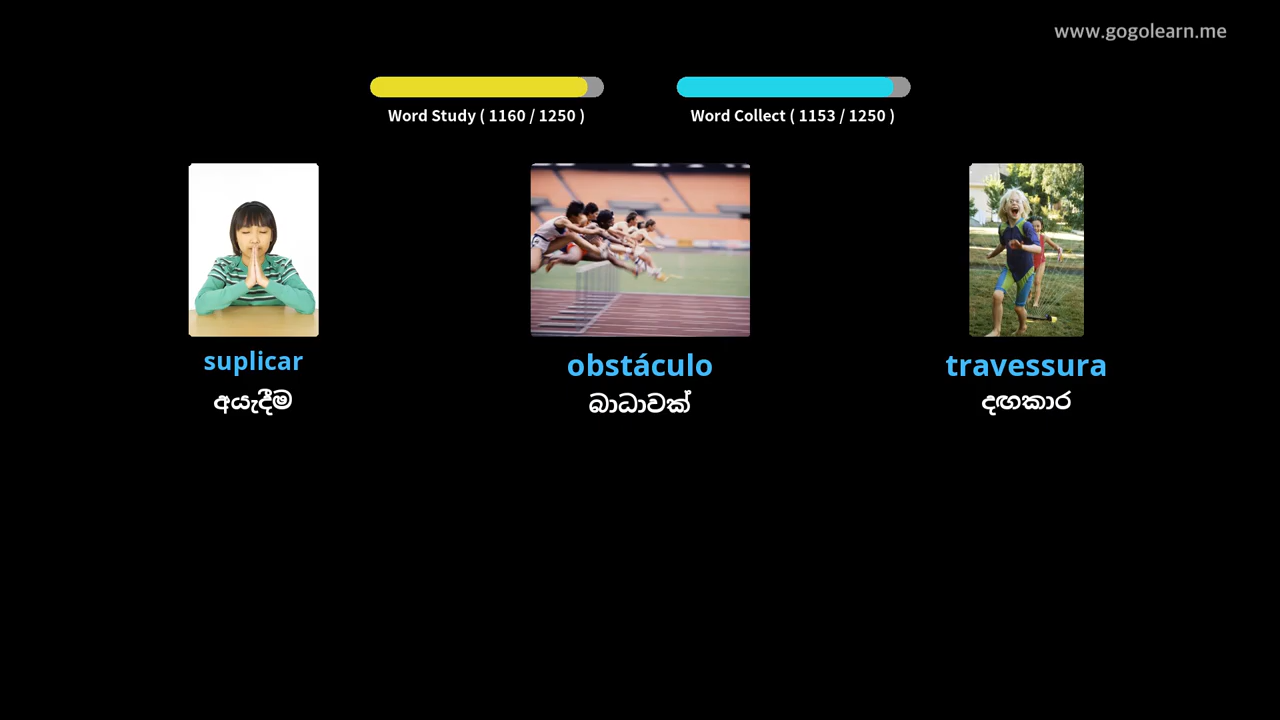 www.gogolearn.me
Word Study ( 1160 / 1250 )
Word Collect ( 1153 / 1250 )
suplicar
obstáculo
travessura
අයැදීම
බාධාවක්
දඟකාර